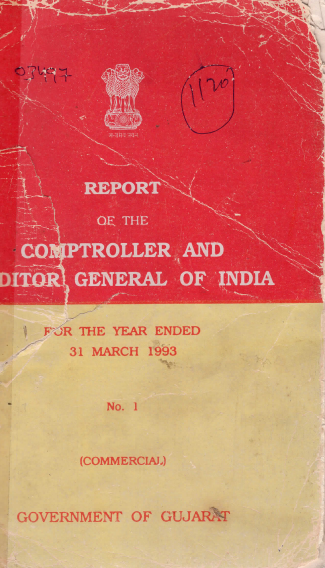 1120
REPORT
OF THE
COMPTROLLER AND
DITOR GENERAL OF INDIA
FOR THE YEAR ENDED
31 MARCH 1993
No. 1
(COMMERCIAL)
GOVERNMENT OF GUJARAT